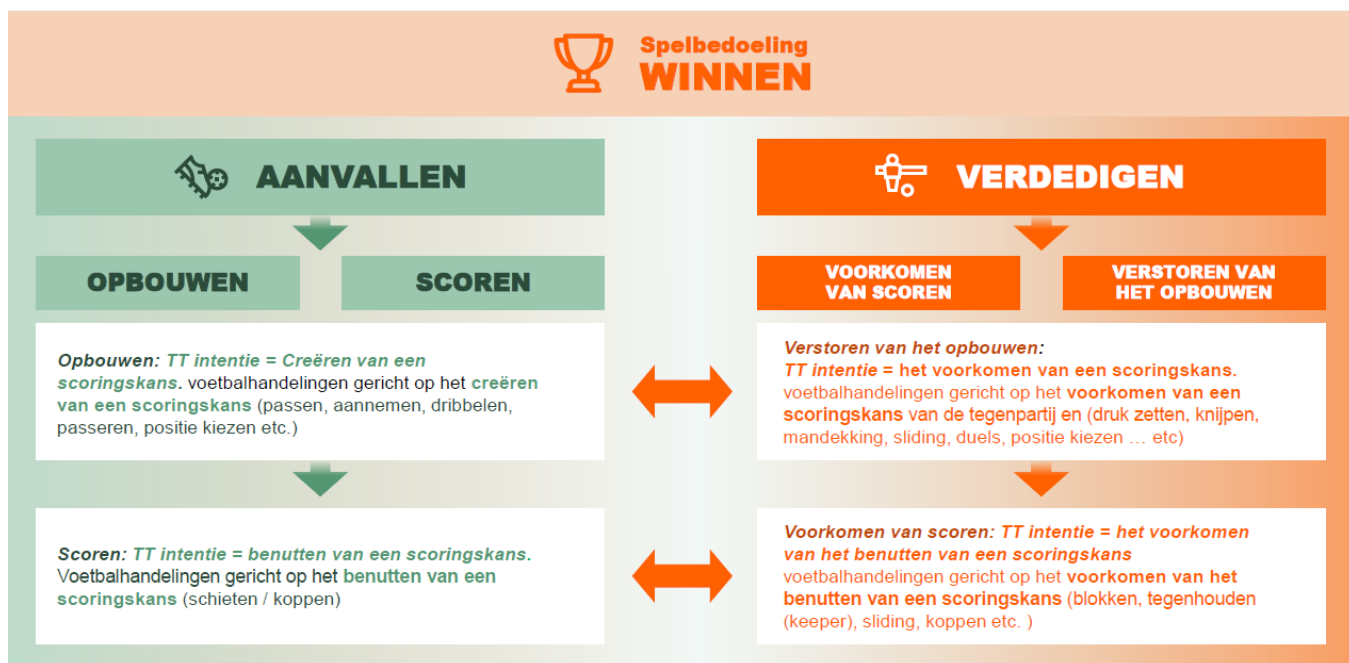 Spelbedoeling
WINNEN
AANVALLEN
OPBOUWEN
SCOREN
Opbouwen: TT intentie = Creëren van een
scoringskans. voetbalhandelingen gericht op het creëren
van een scoringskans (passen, aannemen, dribbelen,
passeren, positie kiezen etc.)
Scoren: TT intentie = benutten van een scoringskans.
Voetbalhandelingen gericht op het benutten van een
scoringskans (schieten / koppen)
VERDEDIGEN
VOORKOMEN
VAN SCOREN
VERSTOREN VAN
HET OPBOUWEN
Verstoren van het opbouwen:
TT intentie = het voorkomen van een scoringskans.
voetbalhandelingen gericht op het voorkomen van een
scoringskans van de tegenpartij en (druk zetten, knijpen,
mandekking, sliding, duels, positie kiezen … etc)
Voorkomen van scoren: TT intentie = het voorkomen
van het benutten van een scoringskans
voetbalhandelingen gericht op het voorkomen van het
benutten van een scoringskans (blokken, tegenhouden
(keeper), sliding, koppen etc. )